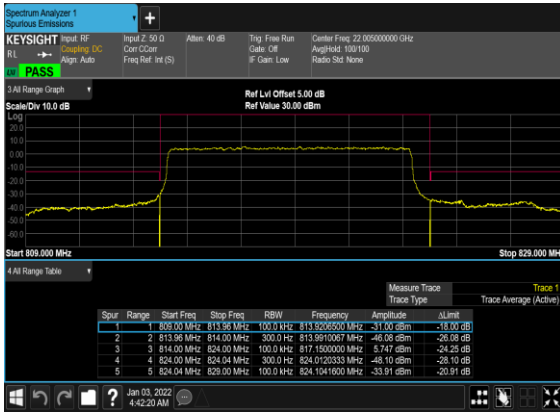 Spectrum Analyzer 1
Spurious Emissions
KEYSIGHT Input: RF Input Z: 50 Ω Atten: 40 dB Trig: Free Run Center Freq: 22.005000000 GHz
RL Coupling: DC Corr CCorr Gate: Off Avg|Hold: 100/100
Align: Auto Freq Ref: Int (S) IF Gain: Low Radio Std: None
PASS
3 All Range Graph
Ref Lvl Offset 5.00 dB
Scale/Div 10.0 dB Ref Value 30.00 dBm
Log
20.0
10.0
0.00
-10.0
-20.0
-30.0
-40.0
-50.0
-60.0
Start 809.000 MHz Stop 829.000 MH
4 All Range Table
Measure Trace Trace 1
Trace Type Trace Average (Active)
Spur Range Start Freq Stop Freq RBW Frequency Amplitude ΔLimit
1 1 809.00 MHz 813.96 MHz 100.0 kHz 813.9206500 MHz -31.00 dBm -18.00 dB
2 2 813.96 MHz 814.00 MHz 300.0 Hz 813.9910067 MHz -46.08 dBm -26.08 dB
3 3 814.00 MHz 824.00 MHz 100.0 kHz 817.1500000 MHz 5.747 dBm -24.25 dB
4 4 824.00 MHz 824.04 MHz 300.0 Hz 824.0120333 MHz -48.10 dBm -28.10 dB
5 5 824.04 MHz 829.00 MHz 100.0 kHz 824.1041600 MHz -33.91 dBm -20.91 dB
? Jan 03, 2022
4:42:20 AM